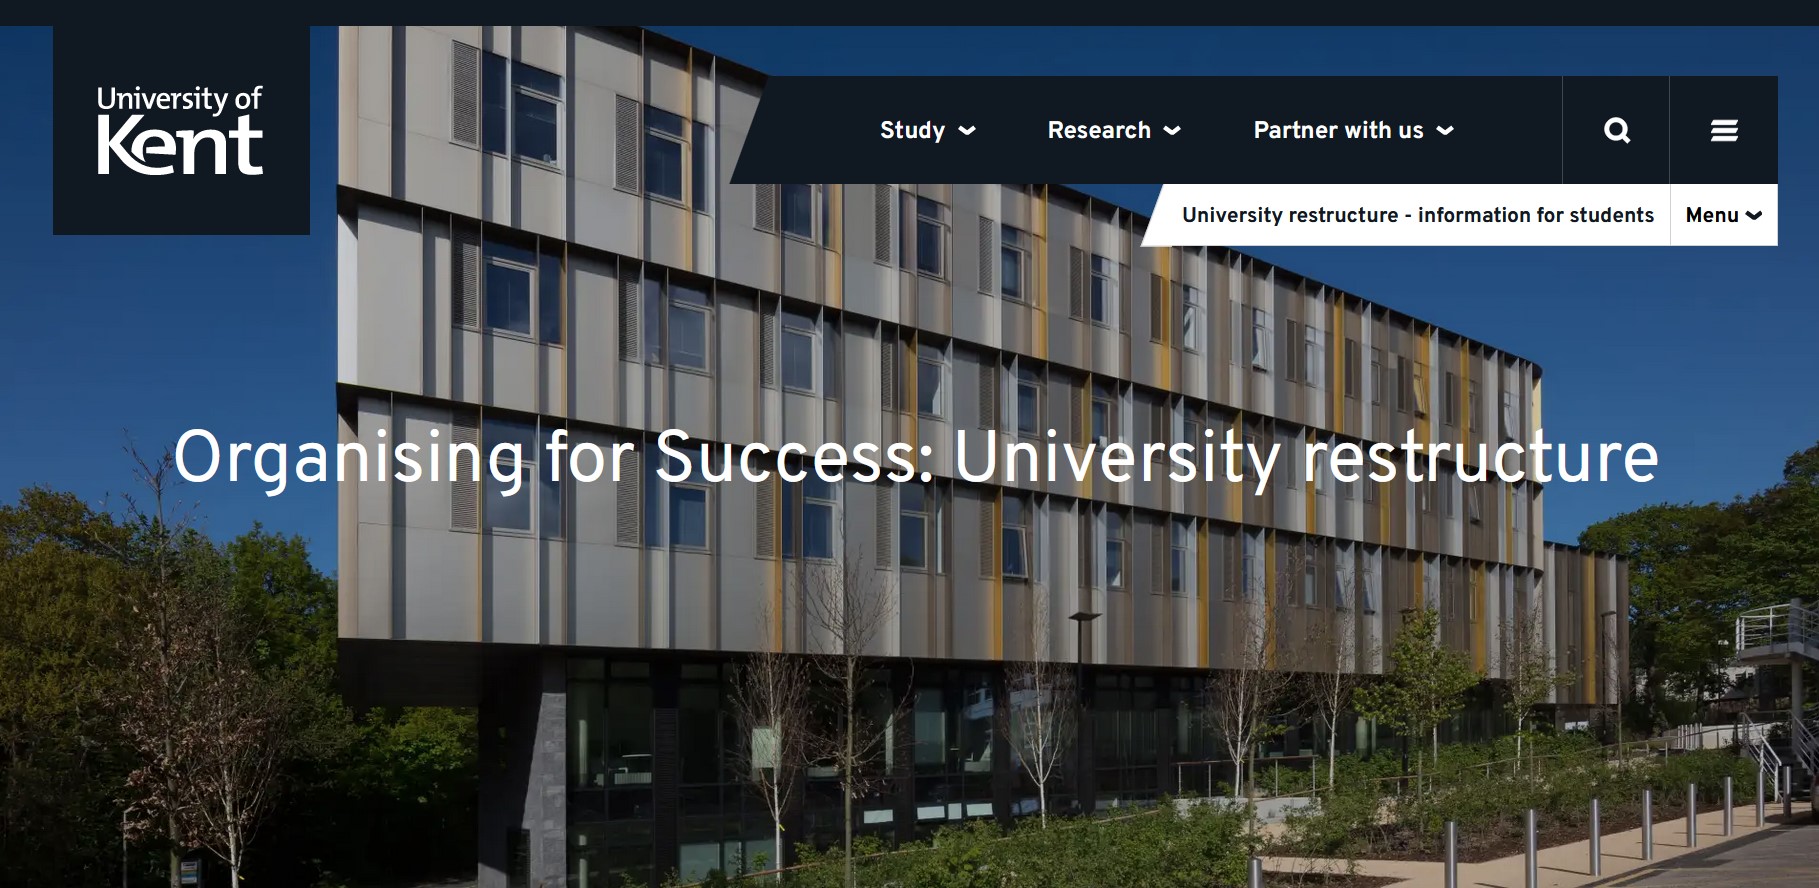 University of
Kent
Study
Research
Partner with us
University restructure - information for students
Menu
Organising for Success: University restructure